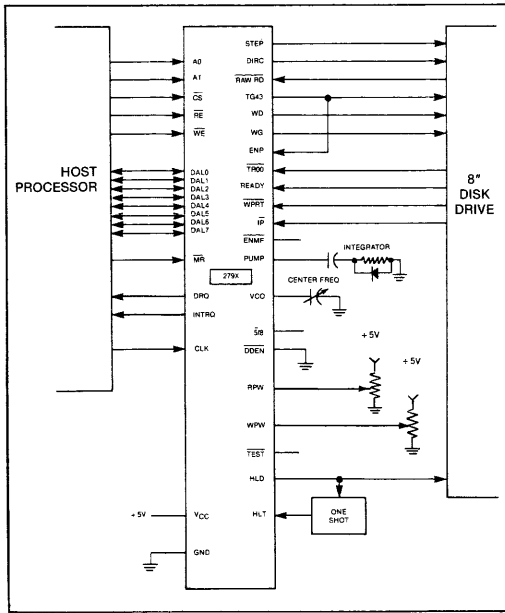 HOST
PROCESSOR
A0
A1
CS
RE
WE
DAL0
DAL1
DAL2
DAL3
DAL4
DAL5
DAL6
DAL7
MR
279X
DRQ
INTRQ
CLK
+ 5V
VCC
GND
STEP
DIRC
RAW RD
TG43
WD
WG
ENP
TR00
READY
WPRT
IP
ENMF
PUMP
VCO
5/8
DDEN
RPW
WPW
TEST
HLD
HLT
INTEGRATOR
CENTER FREQ
+ 5V
+ 5V
ONE
SHOT
8"
DISK
DRIVE